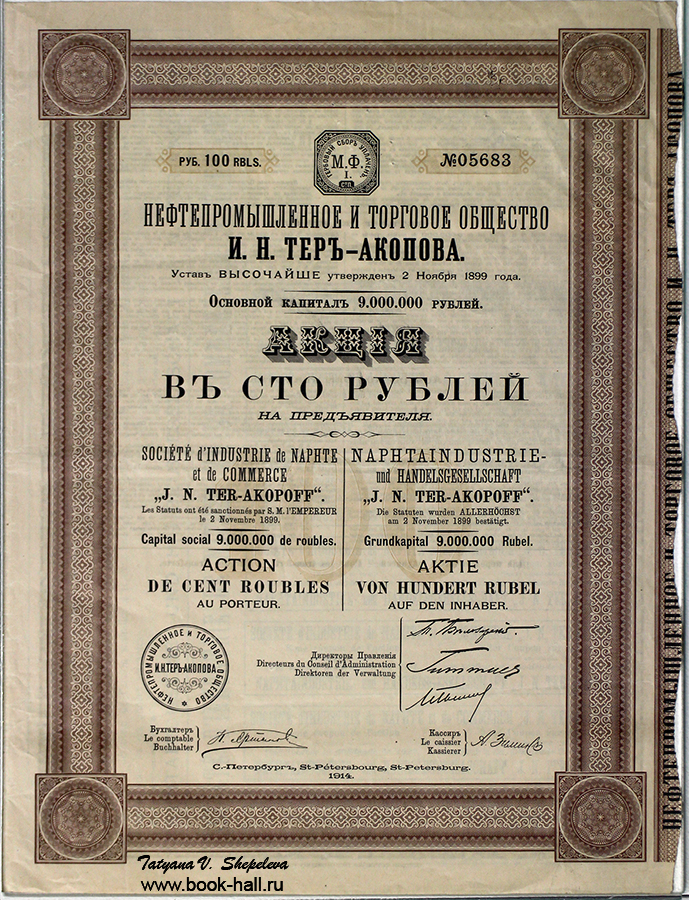 РУБ. 100 RBLS.
ГЕРБОВЫЙ СБОРЪ УПЛАЧЕНЪ
М.Ф.
I.
СПБ.
№05683
НЕФТЕПРОМЫШЛЕННОЕ И ТОРГОВОЕ ОБЩЕСТВО
И. Н. ТЕРЪ-АКОПОВА.
Уставъ ВЫСОЧАЙШЕ утвержденъ 2 Ноября 1899 года.
Основной капиталъ 9.000.000 рублей.
АКЦІЯ
ВЪ СТО РУБЛЕЙ
НА ПРЕДЪЯВИТЕЛЯ.
SOCIÉTÉ d'INDUSTRIE de NAPHTE
et de COMMERCE
„J. N. TER-AKOPOFF“.
Les Statuts ont été sanctionnés par S. M. l'EMPEREUR
le 2 Novembre 1899.
Capital social 9.000.000 de roubles.
ACTION
DE CENT ROUBLES
AU PORTEUR.
NAPHTAINDUSTRIE-
und HANDELSGESELLSCHAFT
„J. N. TER-AKOPOFF“.
Die Statuten wurden ALLERHÖCHST
am 2 November 1899 bestätigt.
Grundkapital 9.000.000 Rubel.
AKTIE
VON HUNDERT RUBEL
AUF DEN INHABER.
100
НЕФТЕПРОМЫШЛЕННОЕ И ТОРГОВОЕ ОБЩЕСТВО
И.Н.ТЕРЪ-АКОПОВА
Директоры Правленія
Directeurs du Conseil d'Administration
Direktoren der Verwaltung
Бухгалтеръ
Le comptable
Buchhalter
Кассиръ
Le caissier
Kassierer
С.-Петербургъ, St-Pétersbourg, St-Petersburg.
1914.
НЕФТЕПРОМЫШЛЕННОЕ И ТОРГОВОЕ ОБЩЕСТВО И. Н. ТЕРЪ-АКОПОВА
Tatyana V. Shepeleva
www.book-hall.ru